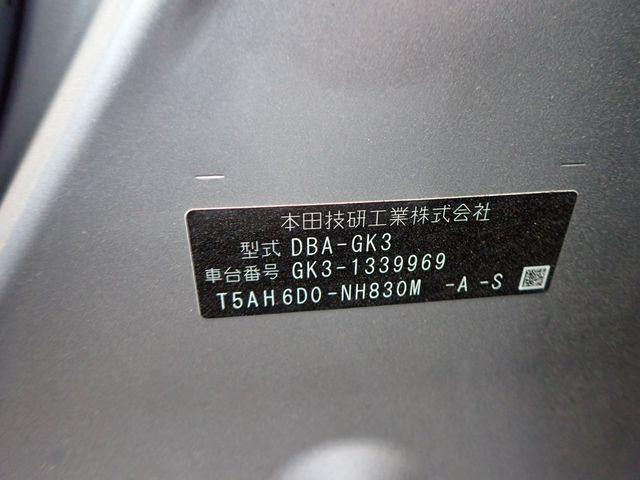 本田技研工業株式会社
型式 DBA-GK3
車台番号 GK3-1339969
T5AH6D0-NH830M -A -S